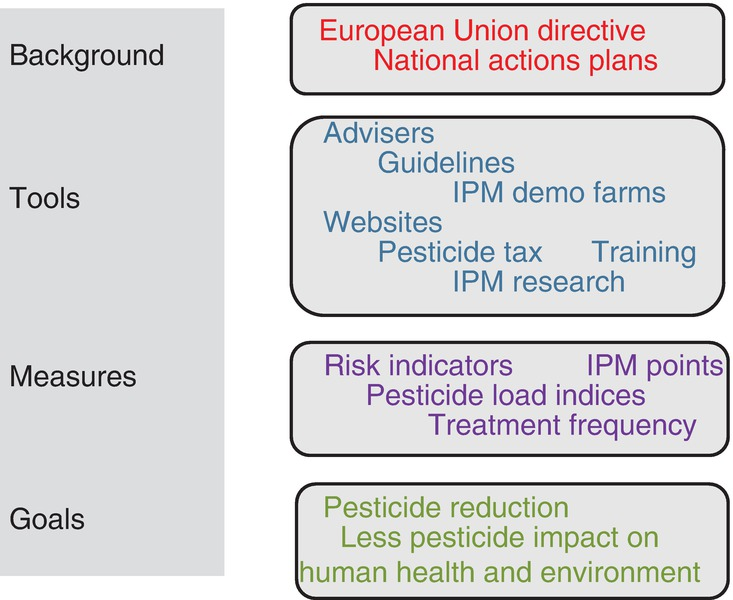 Background
European Union directive
National actions plans
Tools
Advisers
Guidelines
IPM demo farms
Websites
Pesticide tax Training
IPM research
Measures
Risk indicators IPM points
Pesticide load indices
Treatment frequency
Goals
Pesticide reduction
Less pesticide impact on
human health and environment